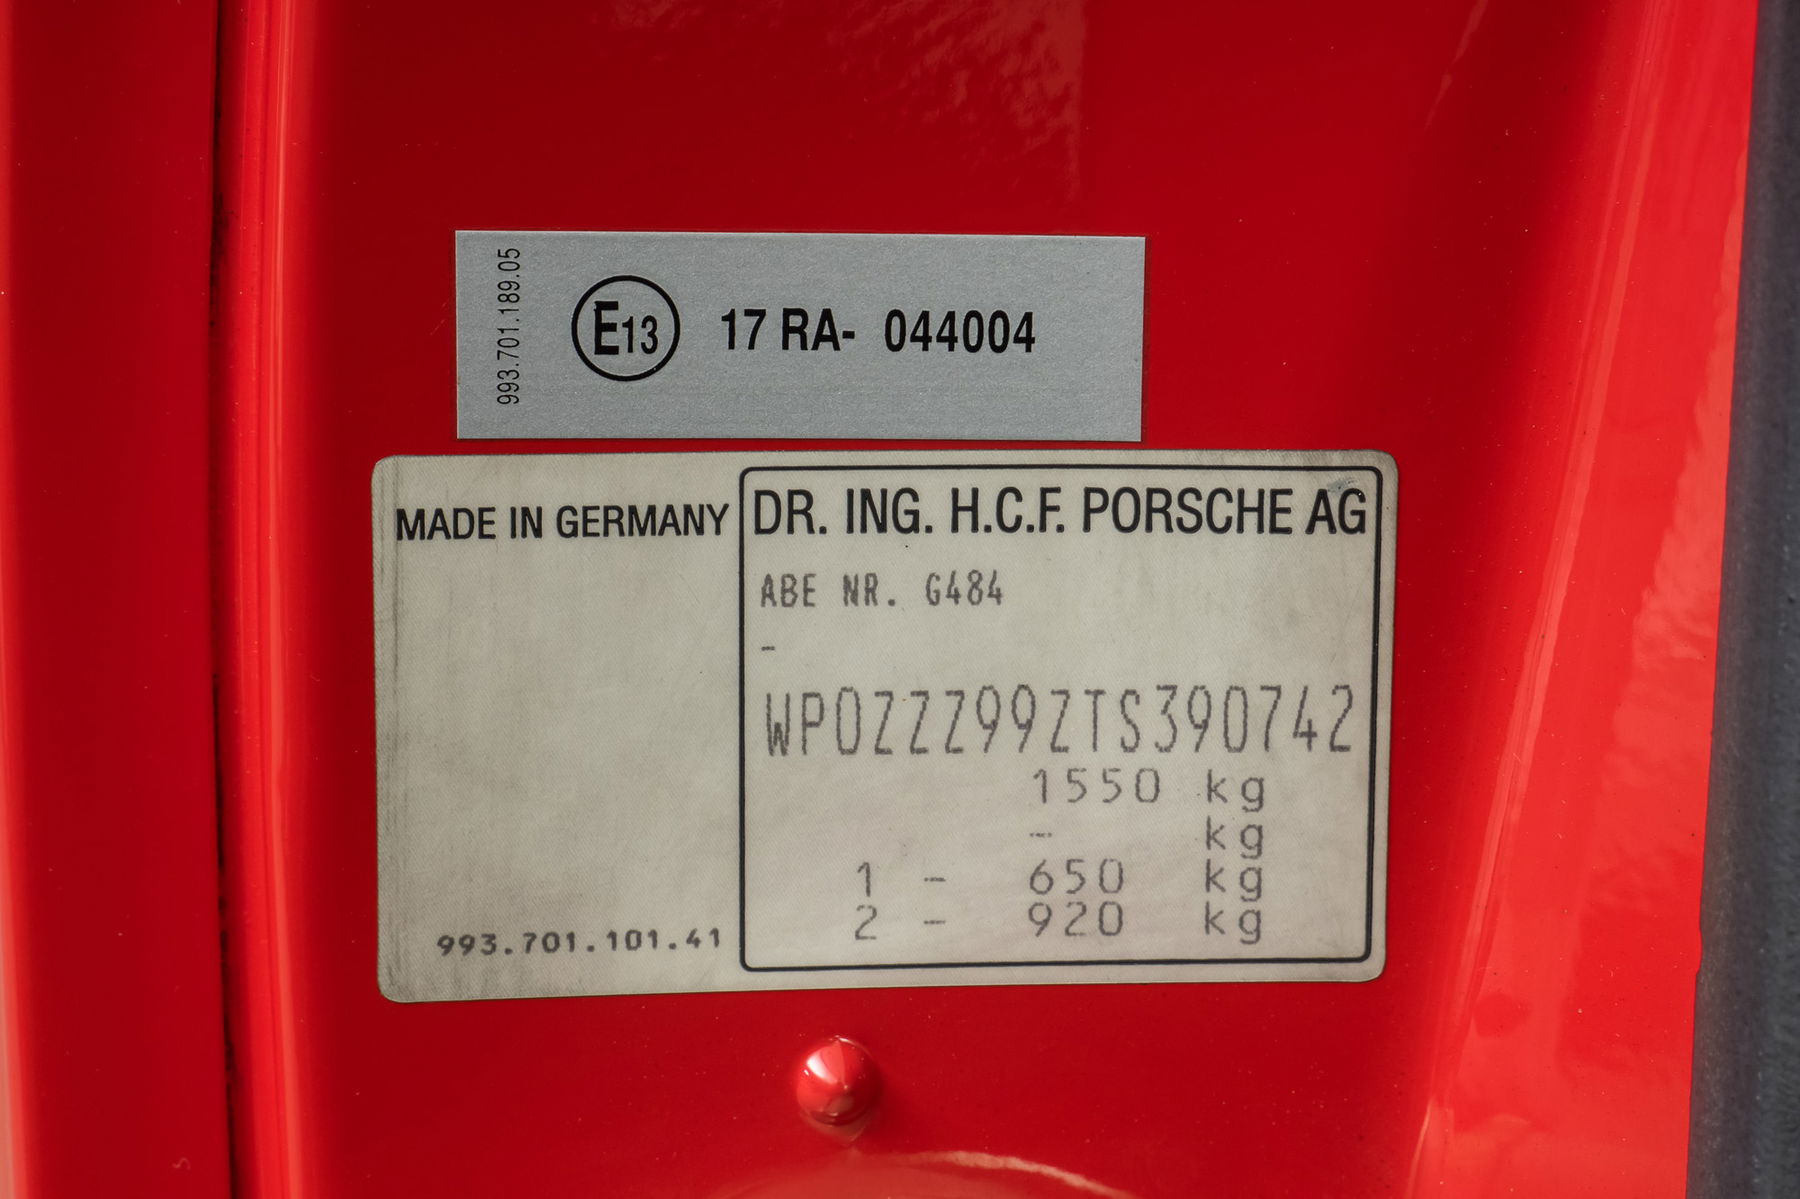 993.701.189.05
E13 17 RA- 044004
MADE IN GERMANY
DR. ING. H.C.F. PORSCHE AG
ABE NR. G484
-
WP0ZZZ99ZTS390742
1550 kg
- kg
1 - 650 kg
2 - 920 kg
993.701.101.41